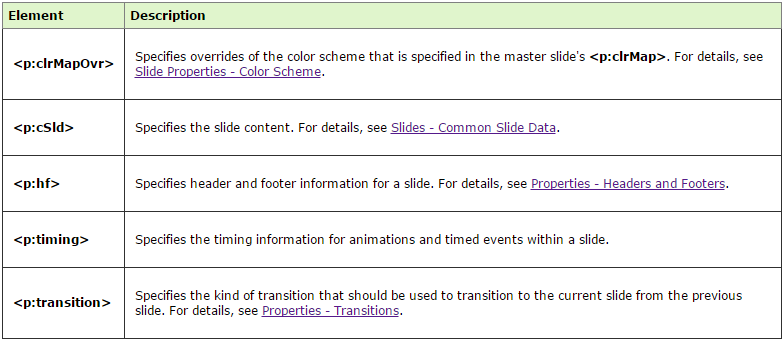 Element Description
<p:clrMapOvr> Specifies overrides of the color scheme that is specified in the master slide's <p:clrMap>. For details, see
Slide Properties - Color Scheme.
<p:cSld> Specifies the slide content. For details, see Slides - Common Slide Data.
<p:hf> Specifies header and footer information for a slide. For details, see Properties - Headers and Footers.
<p:timing> Specifies the timing information for animations and timed events within a slide.
<p:transition> Specifies the kind of transition that should be used to transition to the current slide from the previous
slide. For details, see Properties - Transitions.